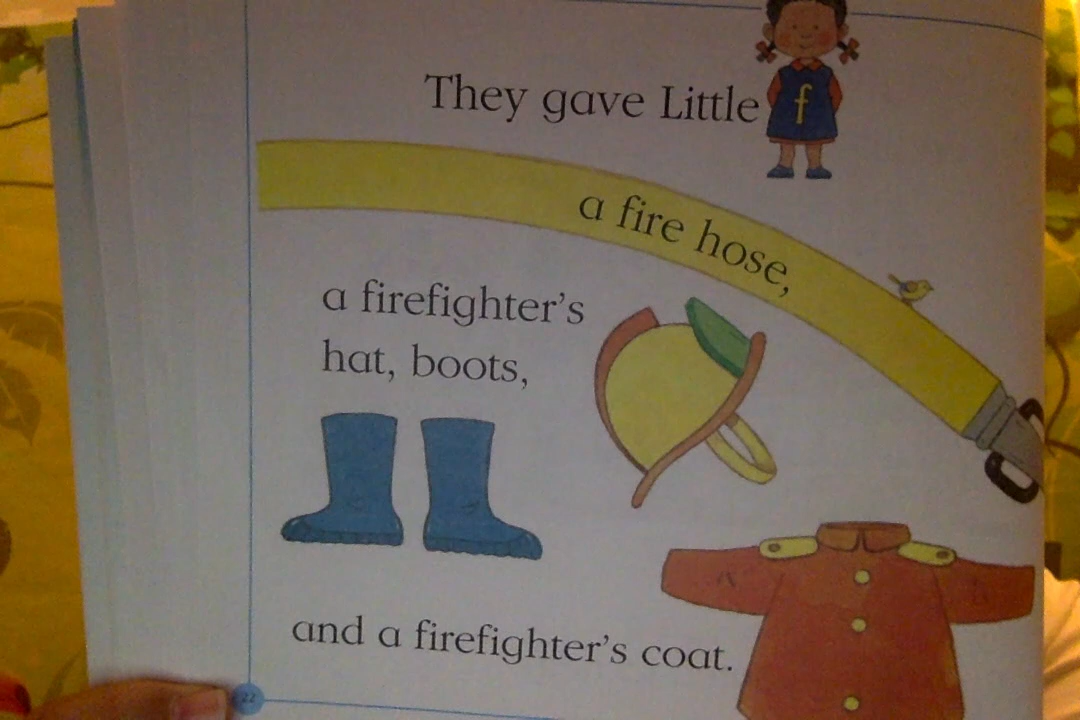 They gave Little f
a fire hose,
a firefighter's
hat, boots,
and a firefighter's coat.